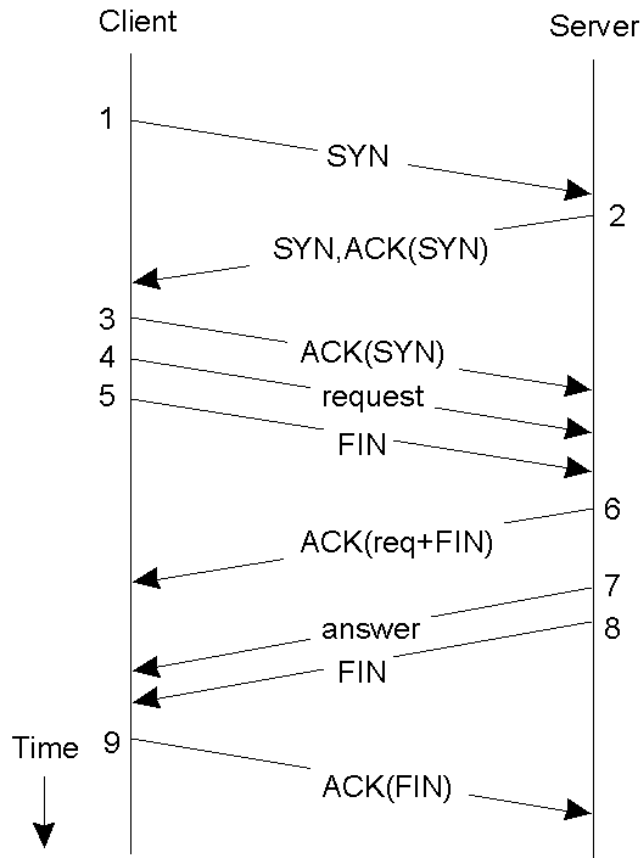 Client
Server
1
SYN
2
SYN,ACK(SYN)
3
ACK(SYN)
4
request
5
FIN
6
ACK(req+FIN)
7
answer
8
FIN
9
Time
ACK(FIN)